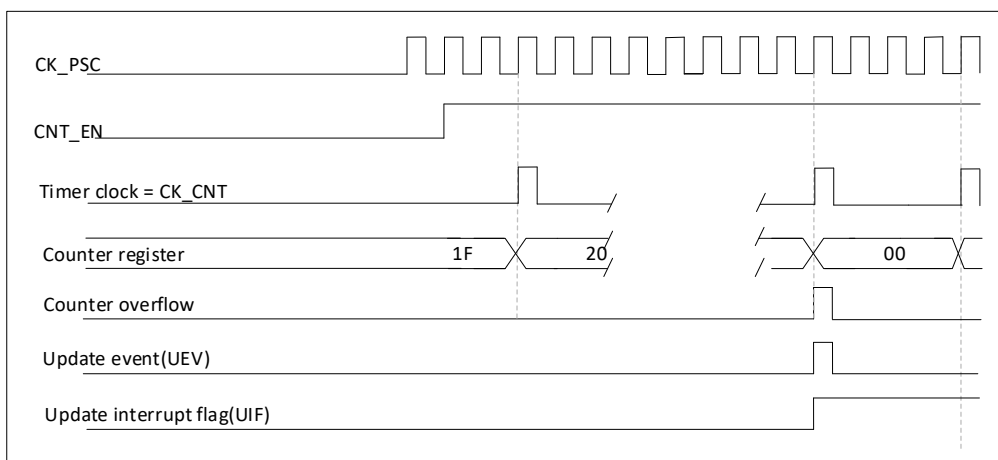 CK_PSC
CNT_EN
Timer clock = CK_CNT
Counter register 1F 20 00
Counter overflow
Update event(UEV)
Update interrupt flag(UIF)